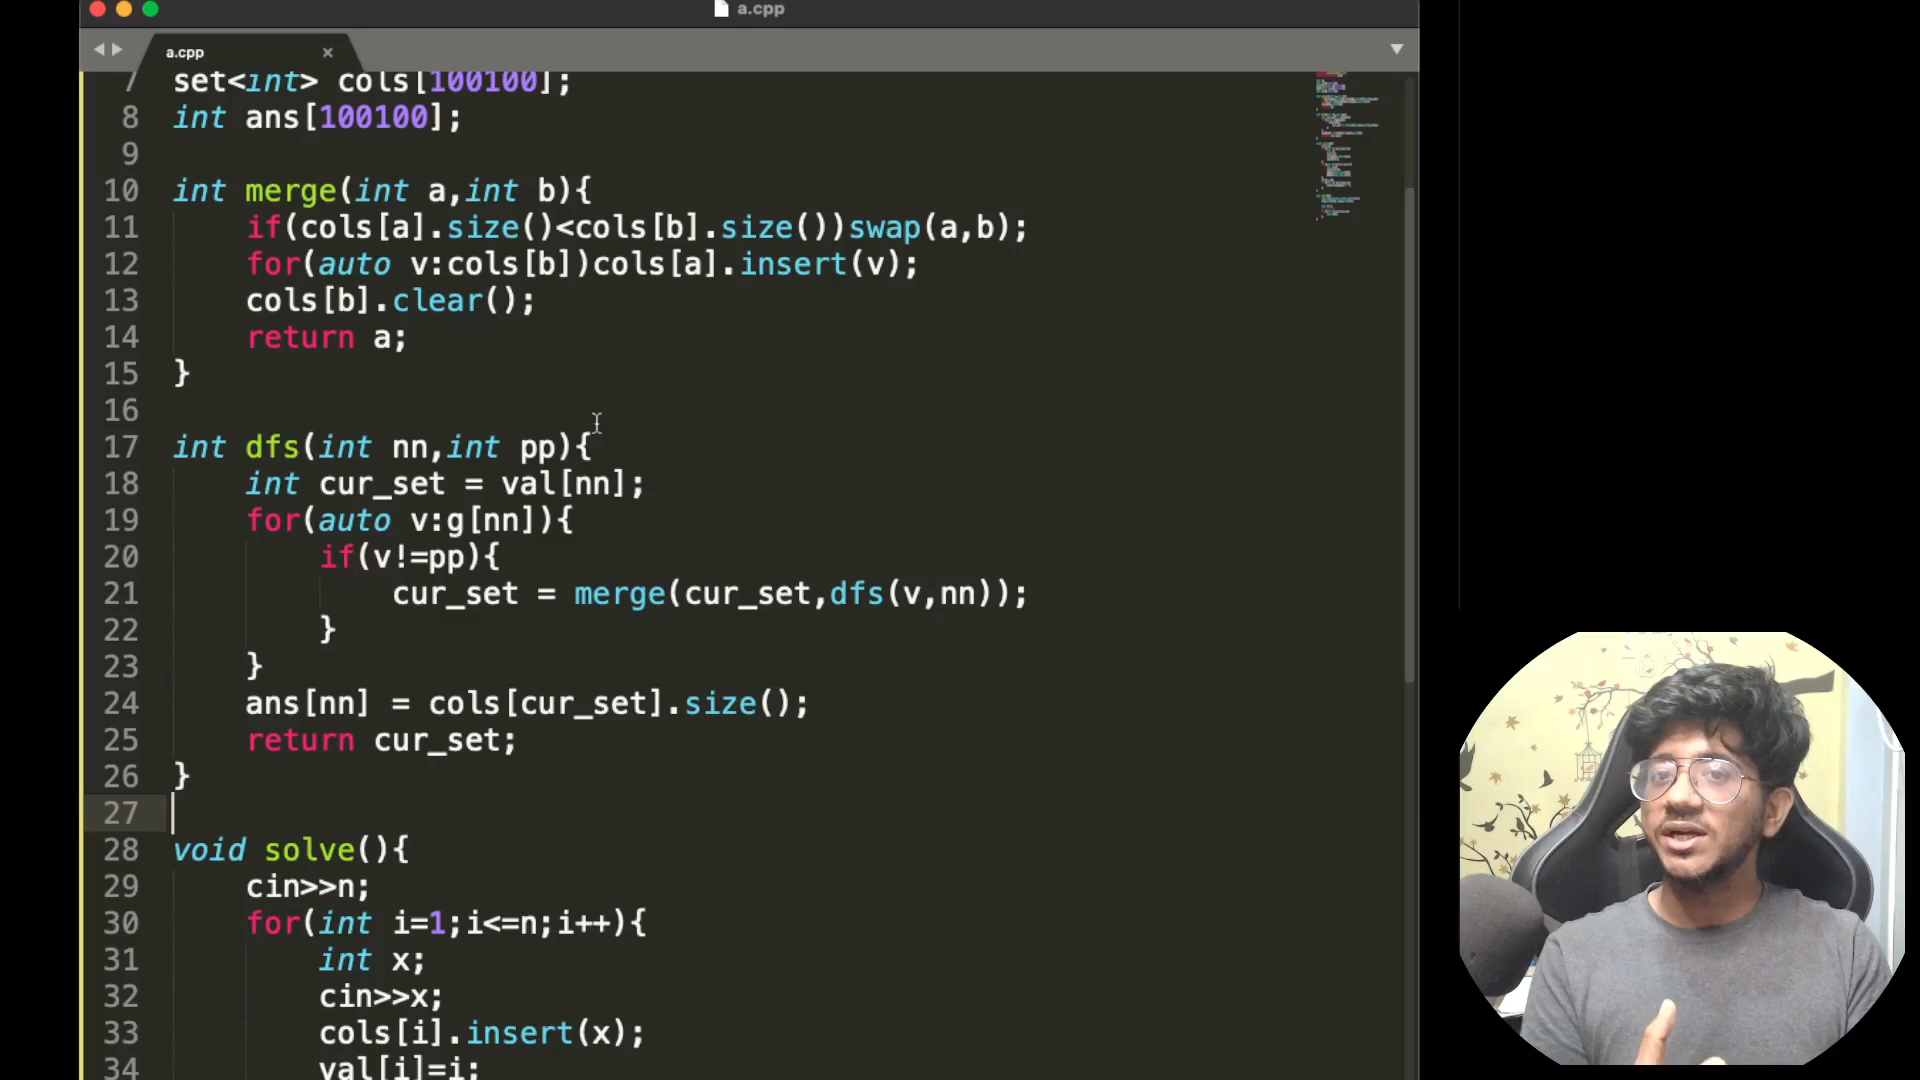 a.cpp
a.cpp
7 set<int> cols[100100];
8 int ans[100100];
9
10 int merge(int a,int b){
11 if(cols[a].size()<cols[b].size())swap(a,b);
12 for(auto v:cols[b])cols[a].insert(v);
13 cols[b].clear();
14 return a;
15 }
16
17 int dfs(int nn,int pp){
18 int cur_set = val[nn];
19 for(auto v:g[nn]){
20 if(v!=pp){
21 cur_set = merge(cur_set,dfs(v,nn));
22 }
23 }
24 ans[nn] = cols[cur_set].size();
25 return cur_set;
26 }
27
28 void solve(){
29 cin>>n;
30 for(int i=1;i<=n;i++){
31 int x;
32 cin>>x;
33 cols[i].insert(x);
34 val[i]=i;